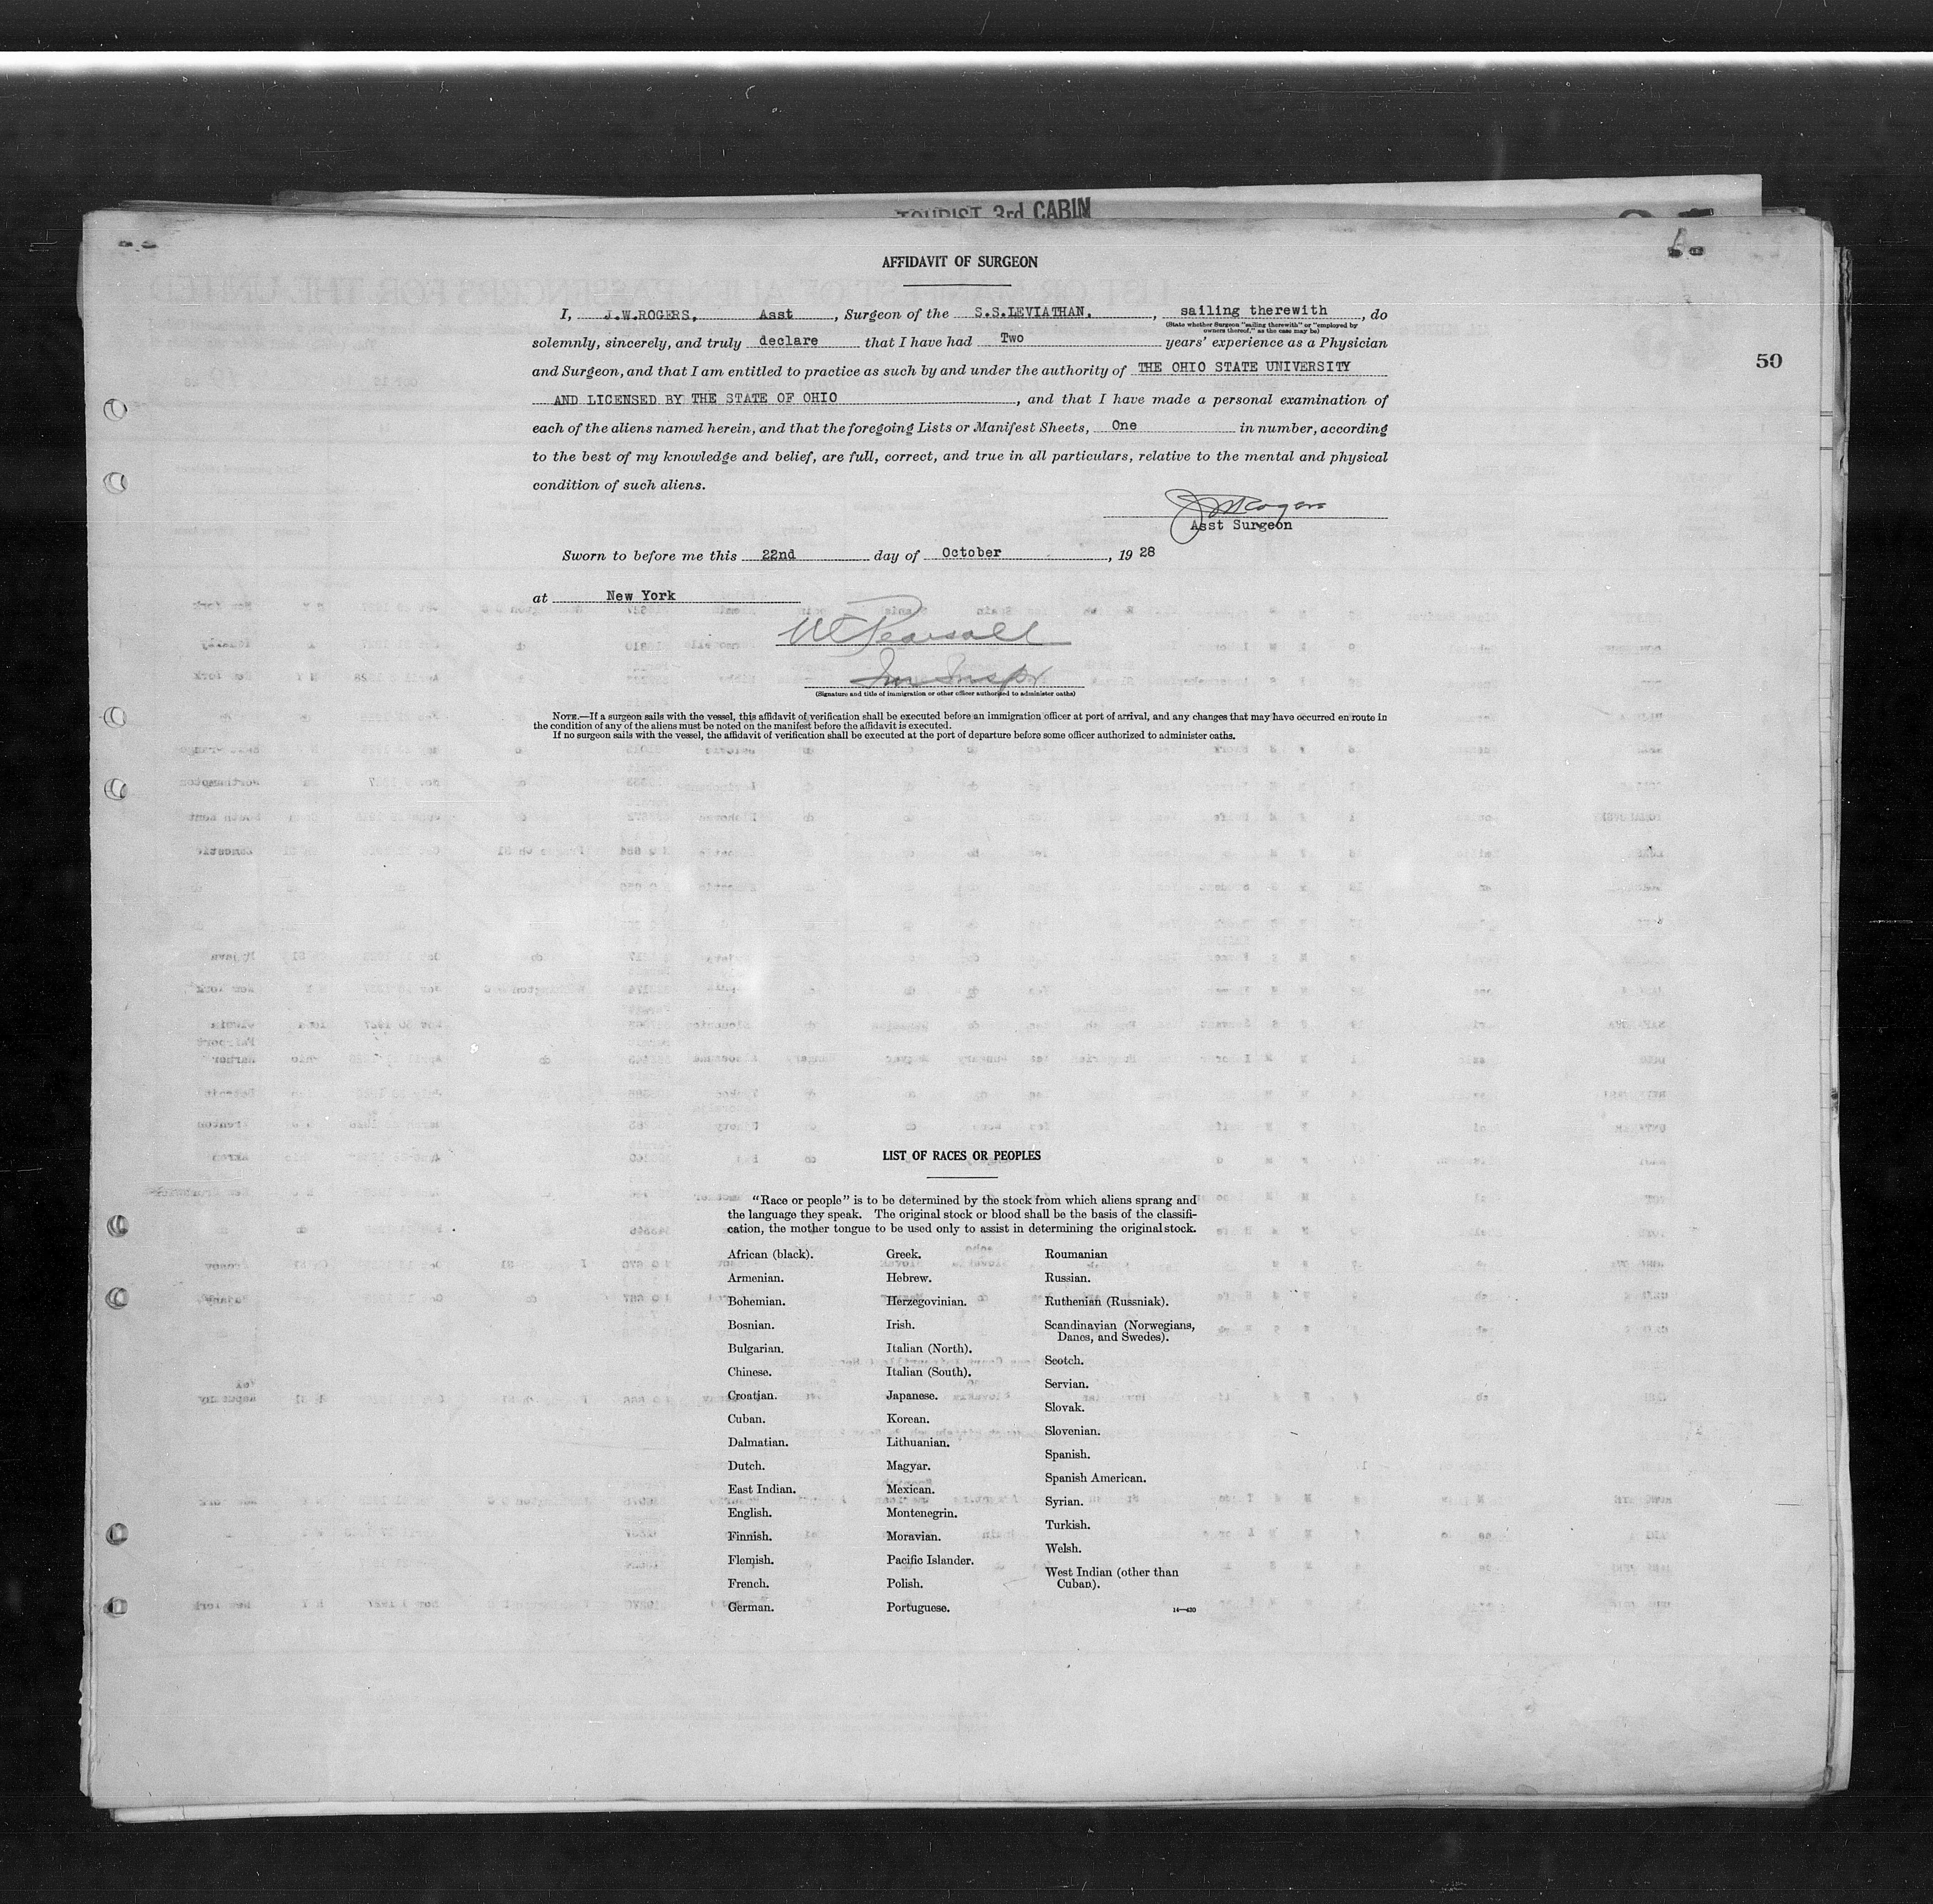 3rd CABIN
AFFIDAVIT OF SURGEON
50
I, J.W.ROGERS, Asst, Surgeon of the S.S.LEVIATHAN, , sailing therewith, do
(State whether Surgeon "sailing therewith" or "employed by
owners thereof," as the case may be)
solemnly, sincerely, and truly declare that I have had Two years' experience as a Physician
and Surgeon, and that I am entitled to practice as such by and under the authority of THE OHIO STATE UNIVERSITY
AND LICENSED BY THE STATE OF OHIO, and that I have made a personal examination of
each of the aliens named herein, and that the foregoing Lists or Manifest Sheets, One in number, according
to the best of my knowledge and belief, are full, correct, and true in all particulars, relative to the mental and physical
condition of such aliens.
Asst Surgeon
Sworn to before me this 22nd day of October, 1928
at New York
Pearsall
Im Inspr
(Signature and title of immigration or other officer authorized to administer oaths)
NOTE.—If a surgeon sails with the vessel, this affidavit of verification shall be executed before an immigration officer at port of arrival, and any changes that may have occurred en route in
the condition of any of the aliens must be noted on the manifest before the affidavit is executed.
If no surgeon sails with the vessel, the affidavit of verification shall be executed at the port of departure before some officer authorized to administer oaths.
LIST OF RACES OR PEOPLES
"Race or people" is to be determined by the stock from which aliens sprang and
the language they speak. The original stock or blood shall be the basis of the classifi-
cation, the mother tongue to be used only to assist in determining the original stock.
African (black).
Armenian.
Bohemian.
Bosnian.
Bulgarian.
Chinese.
Croatian.
Cuban.
Dalmatian.
Dutch.
East Indian.
English.
Finnish.
Flemish.
French.
German.
Greek.
Hebrew.
Herzegovinian.
Irish.
Italian (North).
Italian (South).
Japanese.
Korean.
Lithuanian.
Magyar.
Mexican.
Montenegrin.
Moravian.
Pacific Islander.
Polish.
Portuguese.
Roumanian
Russian.
Ruthenian (Russniak).
Scandinavian (Norwegians,
Danes, and Swedes).
Scotch.
Servian.
Slovak.
Slovenian.
Spanish.
Spanish American.
Syrian.
Turkish.
Welsh.
West Indian (other than
Cuban).
14—430